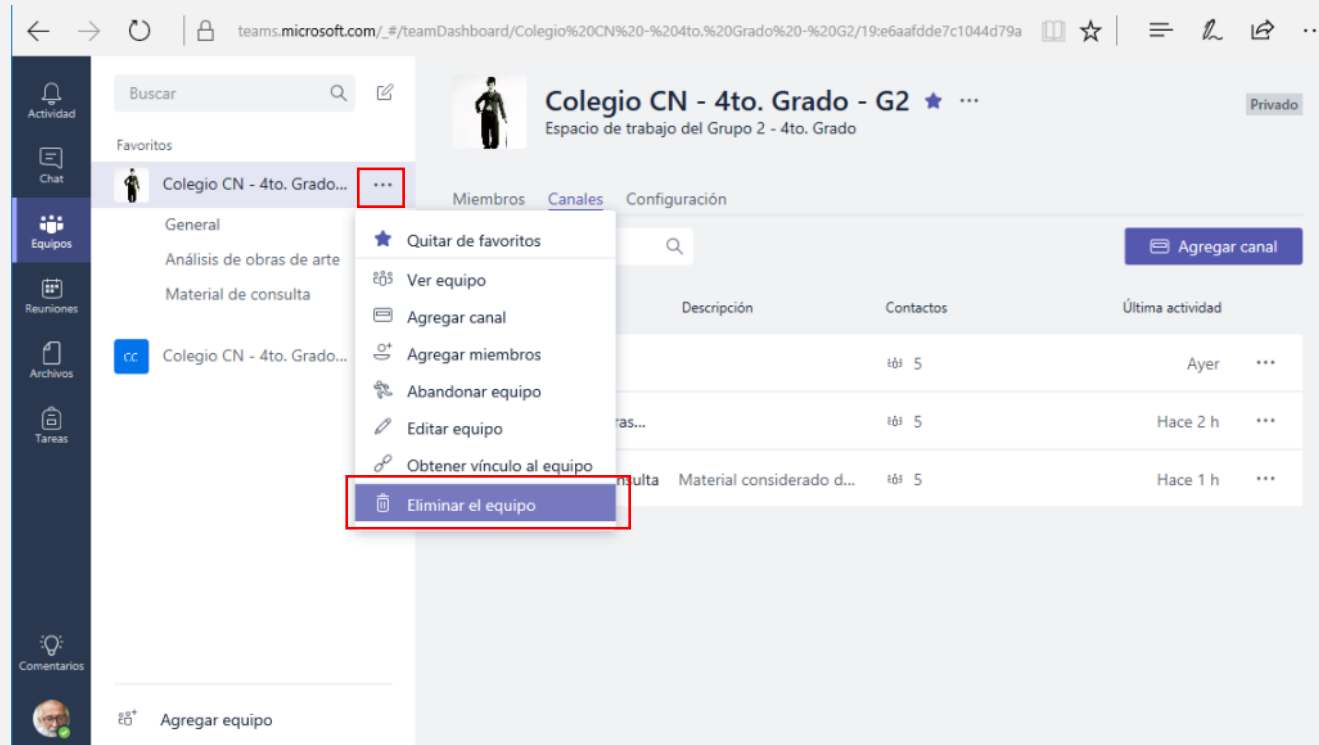 teams.microsoft.com/_#/teamDashboard/Colegio%20CN%20-%204to.%20Grado%20-%20G2/19:e6aafdde7c1044d79a
Actividad
Chat
Equipos
Reuniones
Archivos
Tareas
Comentarios
Buscar
Favoritos
Colegio CN - 4to. Grado...
General
Análisis de obras de arte
Material de consulta
CC
Colegio CN - 4to. Grado...
Agregar equipo
Quitar de favoritos
Ver equipo
Agregar canal
Agregar miembros
Abandonar equipo
Editar equipo
Obtener vínculo al equipo
Eliminar el equipo
Colegio CN - 4to. Grado - G2
Privado
Espacio de trabajo del Grupo 2 - 4to. Grado
Miembros Canales Configuración
Agregar canal
Descripción Contactos Última actividad
5 Ayer
ras... 5 Hace 2 h
nsulta Material considerado d... 5 Hace 1 h